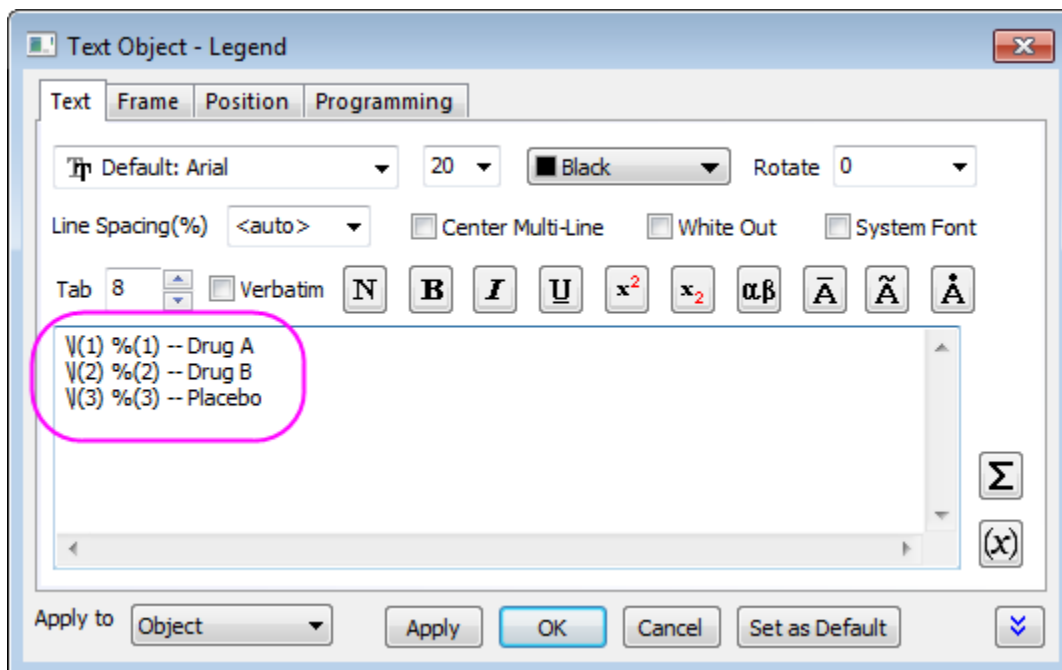 Text Object - Legend
Text Frame Position Programming
Default: Arial 20 Black Rotate 0
Line Spacing(%) <auto> Center Multi-Line White Out System Font
Tab 8 Verbatim N B I U x² x₂ αβ Ā Ã Å
\l(1) %(1) -- Drug A
\l(2) %(2) -- Drug B
\l(3) %(3) -- Placebo
Σ
(x)
Apply to Object Apply OK Cancel Set as Default